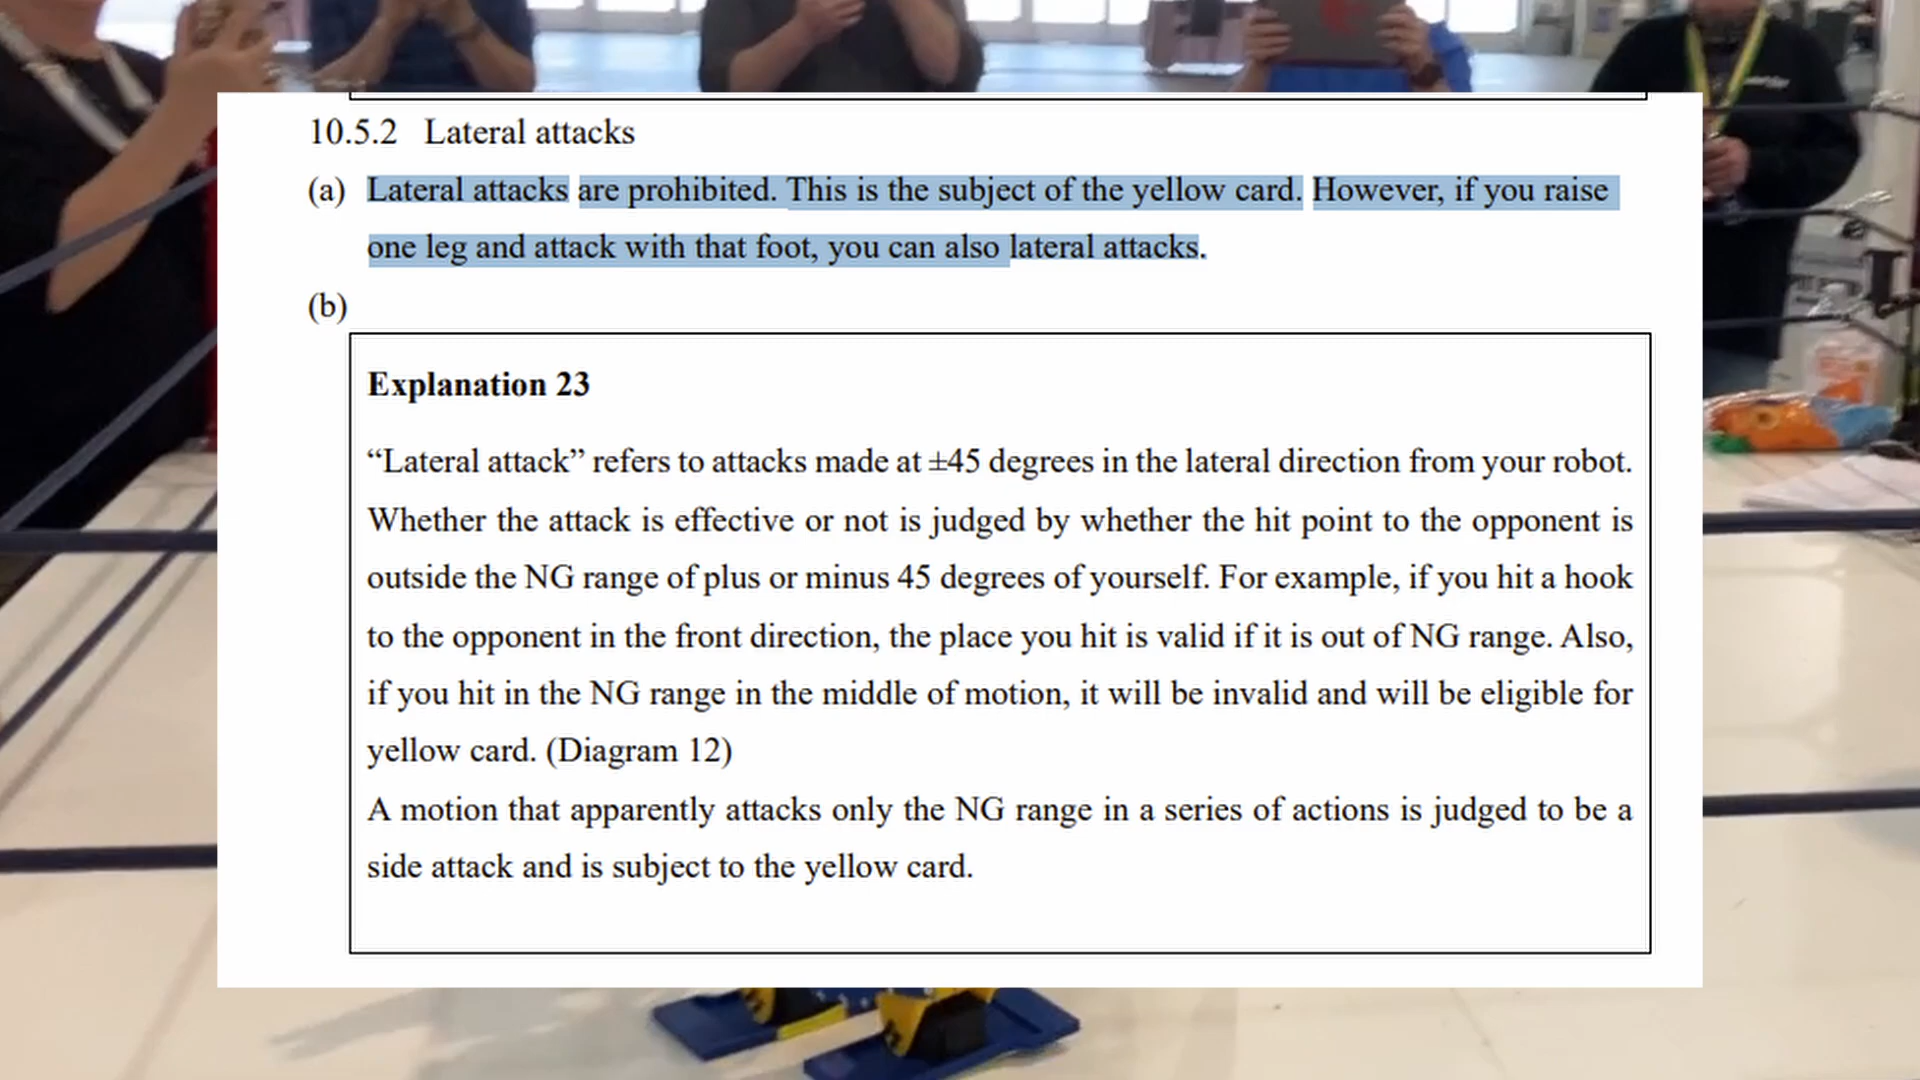 10.5.2 Lateral attacks
(a) Lateral attacks are prohibited. This is the subject of the yellow card. However, if you raise
one leg and attack with that foot, you can also lateral attacks.
(b)
Explanation 23
“Lateral attack” refers to attacks made at ±45 degrees in the lateral direction from your robot.
Whether the attack is effective or not is judged by whether the hit point to the opponent is
outside the NG range of plus or minus 45 degrees of yourself. For example, if you hit a hook
to the opponent in the front direction, the place you hit is valid if it is out of NG range. Also,
if you hit in the NG range in the middle of motion, it will be invalid and will be eligible for
yellow card. (Diagram 12)
A motion that apparently attacks only the NG range in a series of actions is judged to be a
side attack and is subject to the yellow card.